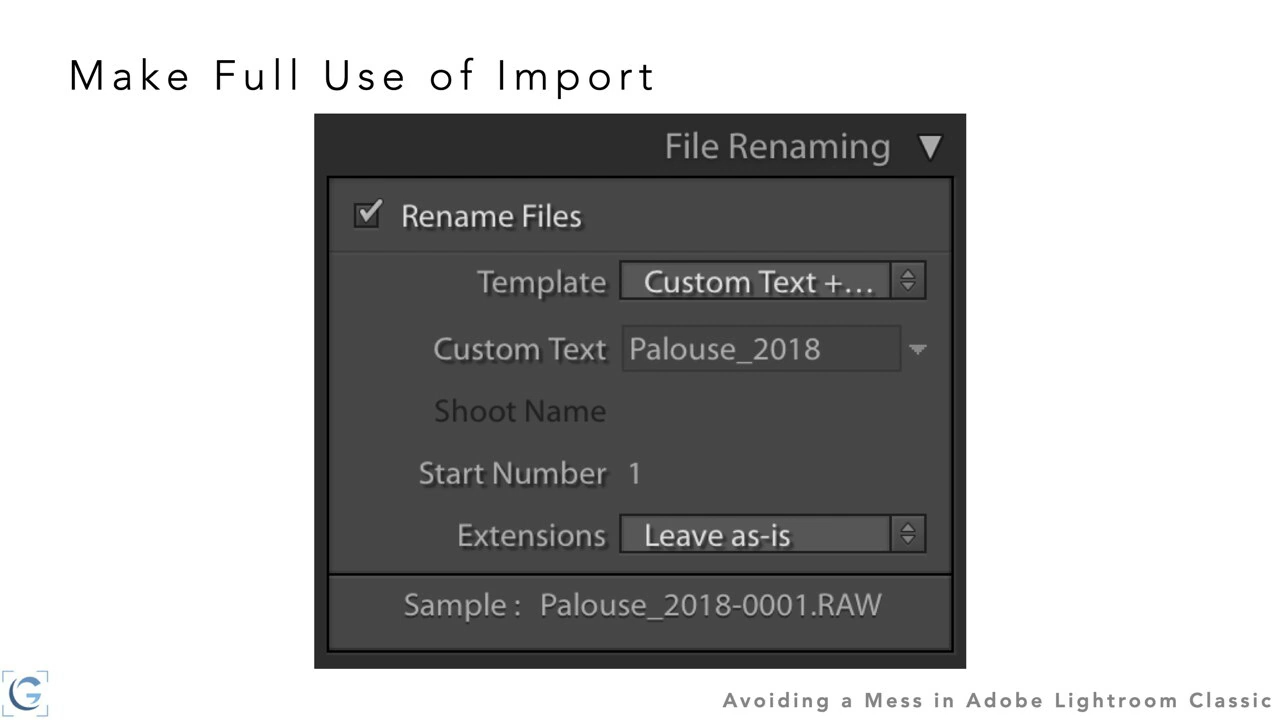 Make Full Use of Import
File Renaming
Rename Files
Template Custom Text +...
Custom Text Palouse_2018
Shoot Name
Start Number 1
Extensions Leave as-is
Sample : Palouse_2018-0001.RAW
G
Avoiding a Mess in Adobe Lightroom Classic